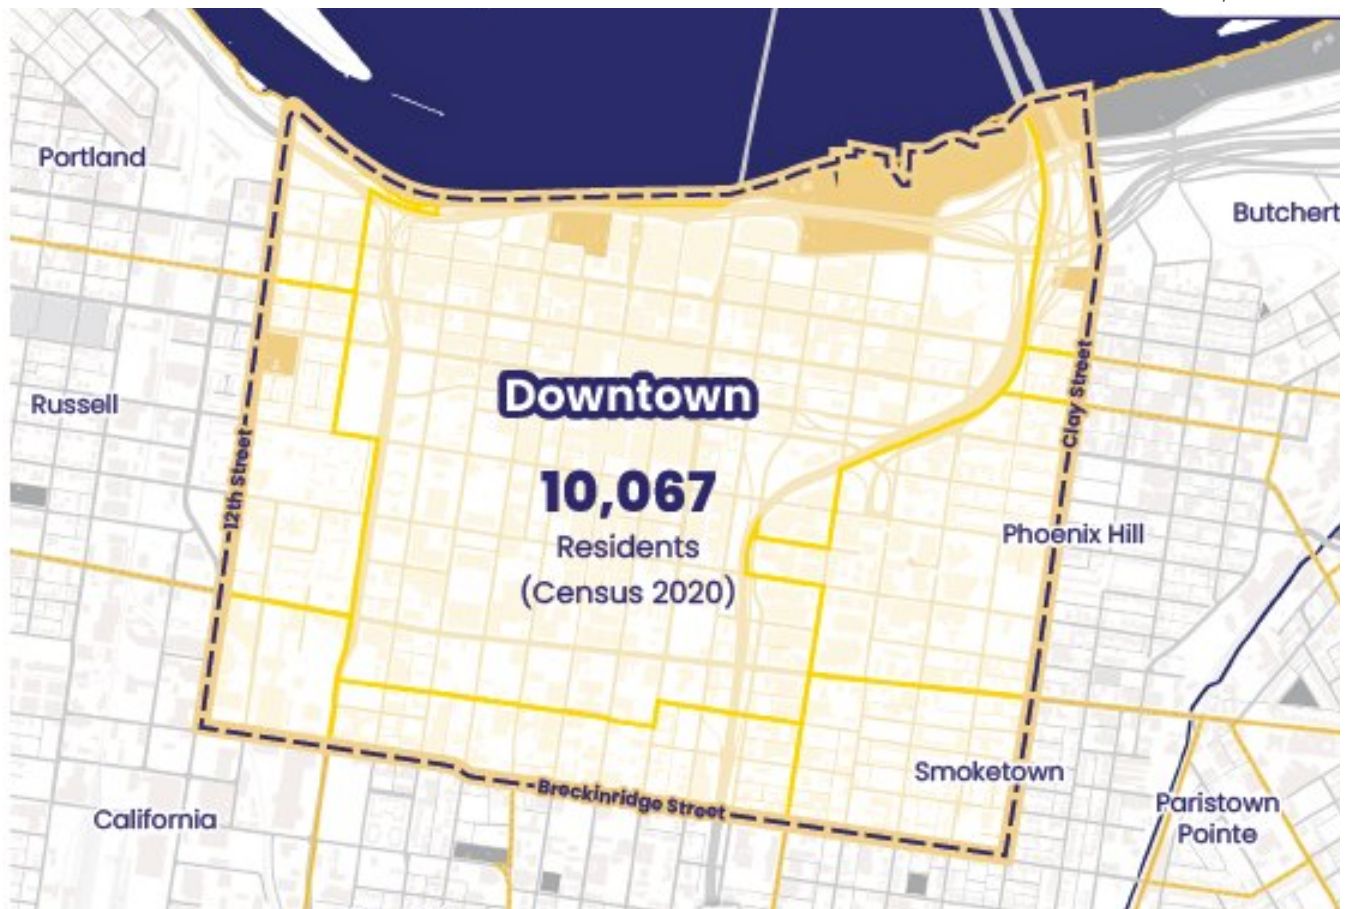 Portland
Butchert
Russell
Downtown
10,067
Residents
(Census 2020)
12th Street
Clay Street
Phoenix Hill
Smoketown
Breckinridge Street
California
Paristown
Pointe